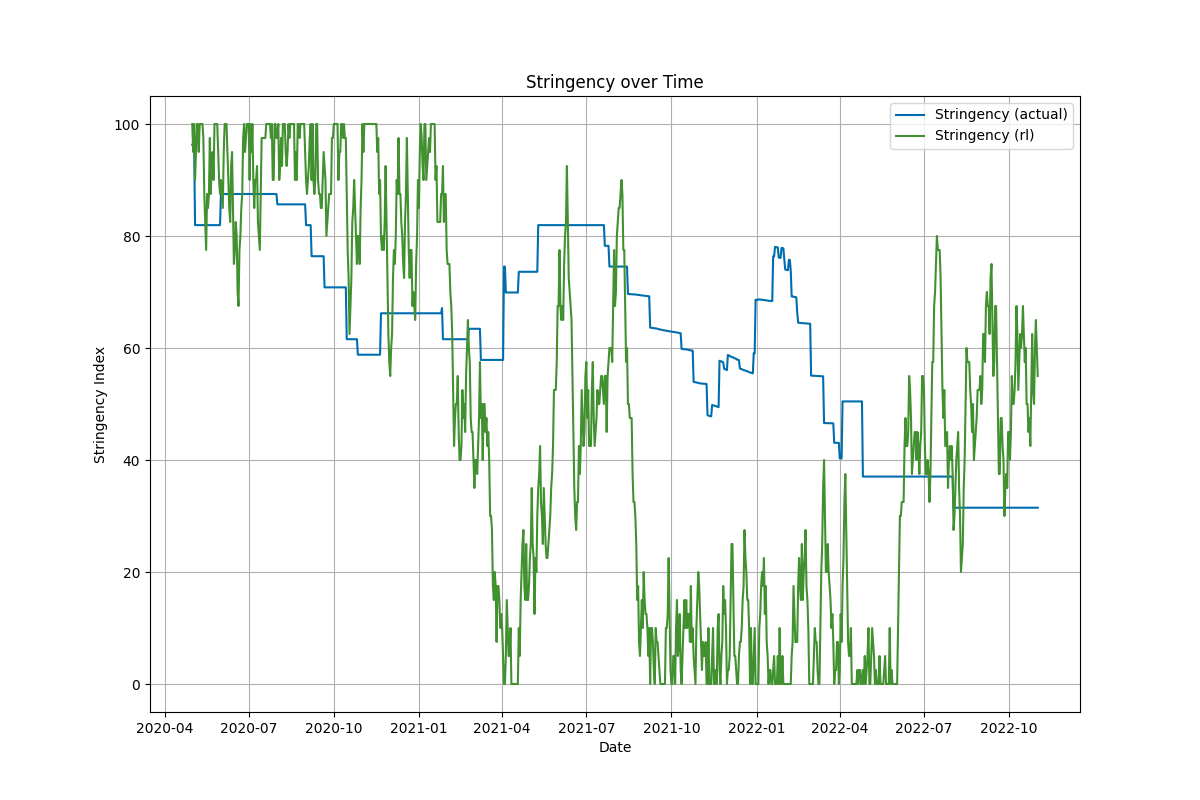 Stringency over Time
Stringency (actual)
Stringency (rl)
Stringency Index
100
80
60
40
20
0
2020-04 2020-07 2020-10 2021-01 2021-04 2021-07 2021-10 2022-01 2022-04 2022-07 2022-10
Date